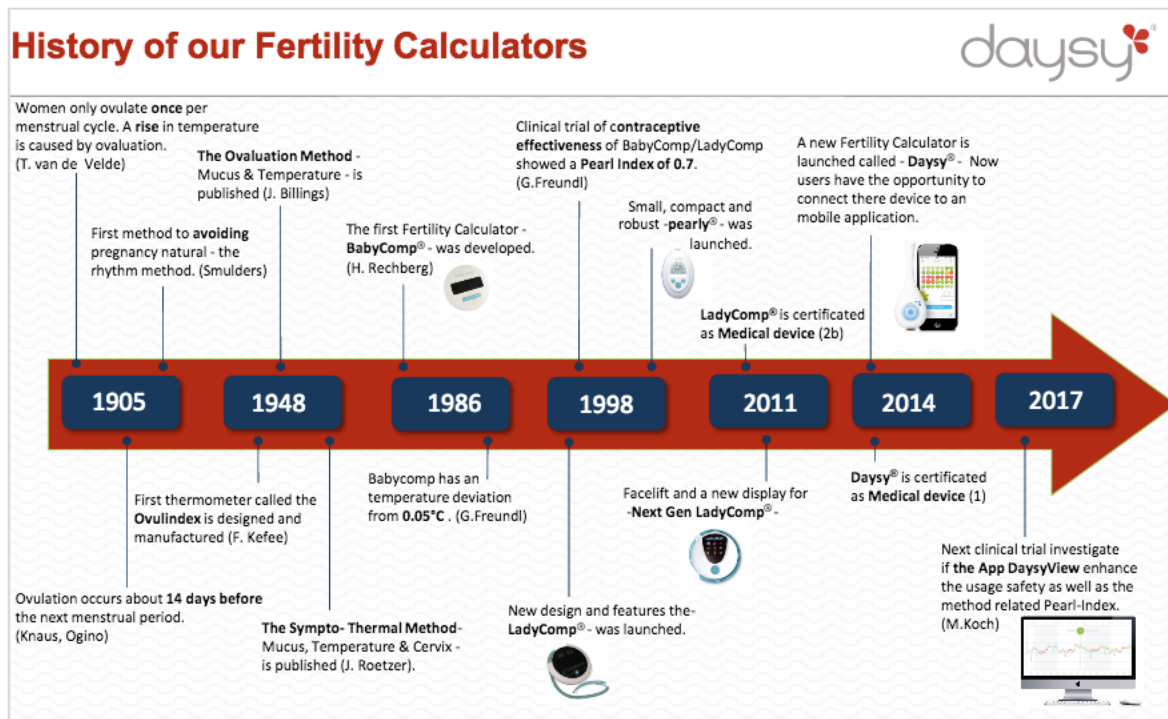 History of our Fertility Calculators
daysy®
Women only ovulate once per
menstrual cycle. A rise in temperature
is caused by ovaluation.
(T. van de Velde)
First method to avoiding
pregnancy natural - the
rhythm method. (Smulders)
The Ovaluation Method -
Mucus & Temperature - is
published (J. Billings)
The first Fertility Calculator -
BabyComp® - was developed.
(H. Rechberg)
Clinical trial of contraceptive
effectiveness of BabyComp/LadyComp
showed a Pearl Index of 0.7.
(G.Freundl)
Small, compact and
robust -pearly® - was
launched.
LadyComp® is certificated
as Medical device (2b)
A new Fertility Calculator is
launched called - Daysy® - Now
users have the opportunity to
connect there device to an
mobile application.
1905
1948
1986
1998
2011
2014
2017
Ovulation occurs about 14 days before
the next menstrual period.
(Knaus, Ogino)
First thermometer called the
Ovulindex is designed and
manufactured (F. Kefee)
The Sympto- Thermal Method-
Mucus, Temperature & Cervix -
is published (J. Roetzer).
Babycomp has an
temperature deviation
from 0.05°C . (G.Freundl)
New design and features the-
LadyComp® - was launched.
Facelift and a new display for
-Next Gen LadyComp® -
Daysy® is certificated
as Medical device (1)
Next clinical trial investigate
if the App DaysyView enhance
the usage safety as well as the
method related Pearl-Index.
(M.Koch)